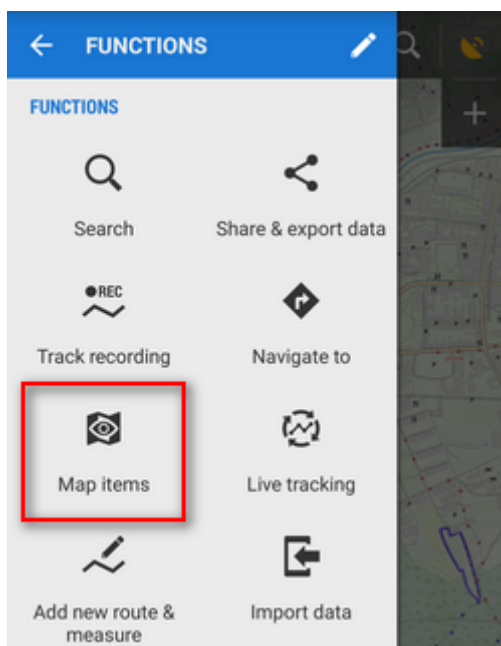 FUNCTIONS
FUNCTIONS
Search
Share & export data
REC
Track recording
Navigate to
Map items
Live tracking
Add new route &
measure
Import data